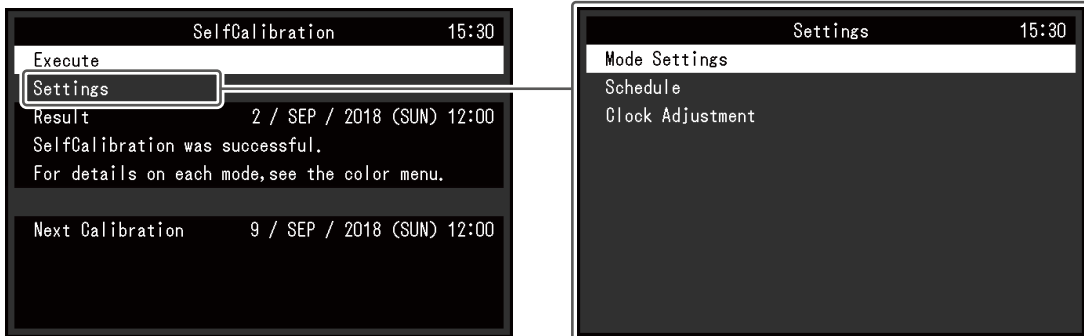 SelfCalibration 15:30
Execute
Settings
Result 2 / SEP / 2018 (SUN) 12:00
SelfCalibration was successful.
For details on each mode,see the color menu.
Next Calibration 9 / SEP / 2018 (SUN) 12:00
Settings 15:30
Mode Settings
Schedule
Clock Adjustment